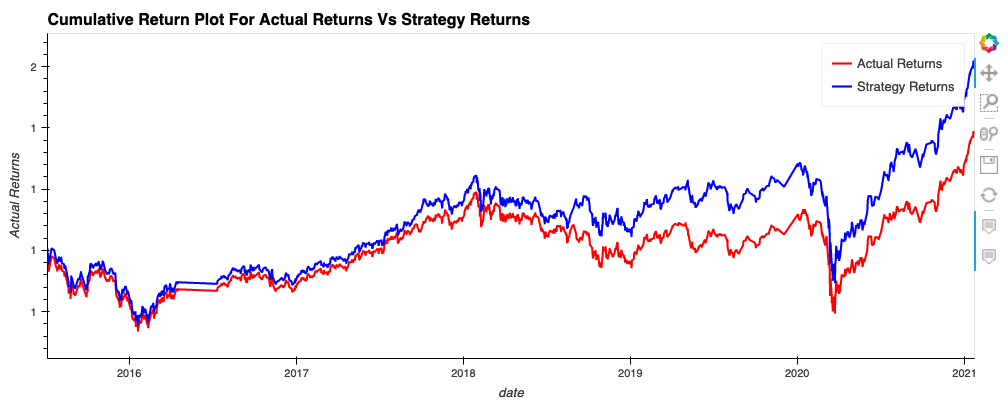 Cumulative Return Plot For Actual Returns Vs Strategy Returns
Actual Returns
Strategy Returns
Actual Returns
2
1
1
1
1
2016
2017
2018
2019
2020
2021
date